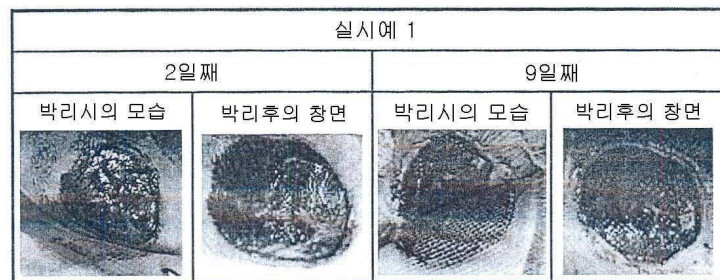 실시예 1
2일째 9일째
박리시의 모습 박리후의 창면 박리시의 모습 박리후의 창면